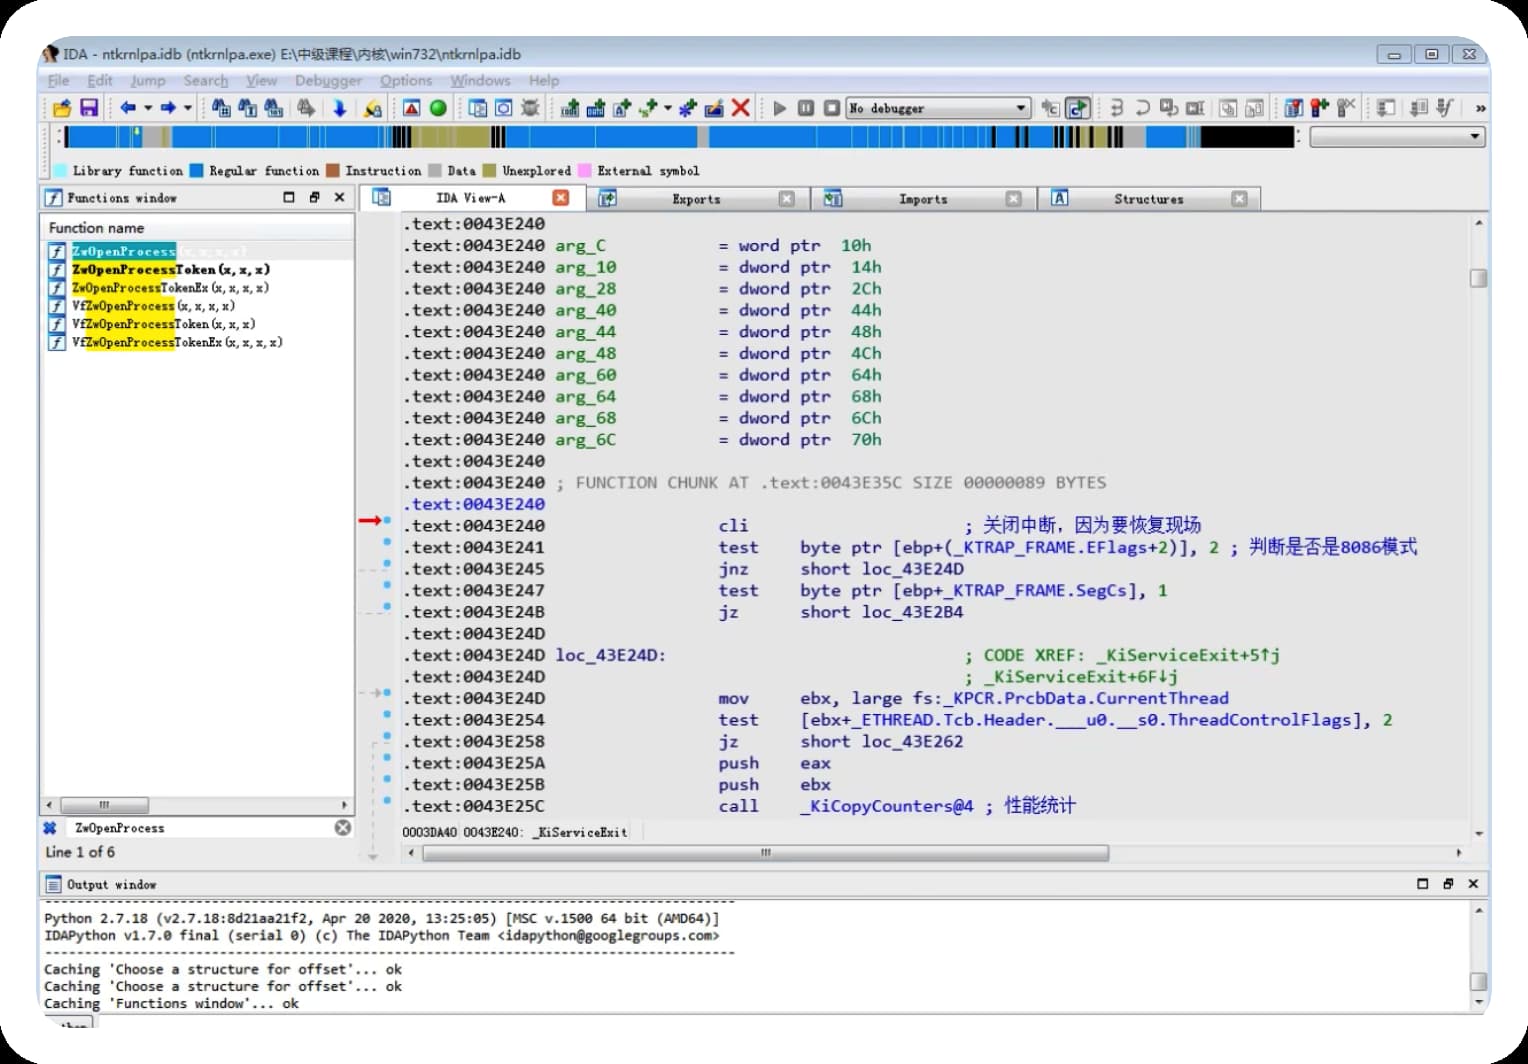 IDA - ntkrnlpa.idb (ntkrnlpa.exe) E:\中级课程\内核\win732\ntkrnlpa.idb
File Edit Jump Search View Debugger Options Windows Help
No debugger
Library function Regular function Instruction Data Unexplored External symbol
Functions window
IDA View-A Exports Imports Structures
Function name
ZwOpenProcess(x,x,x,x)
ZwOpenProcessToken(x,x,x)
ZwOpenProcessTokenEx(x,x,x,x)
VfZwOpenProcess(x,x,x,x)
VfZwOpenProcessToken(x,x,x)
VfZwOpenProcessTokenEx(x,x,x,x)
ZwOpenProcess
Line 1 of 6
.text:0043E240
.text:0043E240 arg_C = word ptr 10h
.text:0043E240 arg_10 = dword ptr 14h
.text:0043E240 arg_28 = dword ptr 2Ch
.text:0043E240 arg_40 = dword ptr 44h
.text:0043E240 arg_44 = dword ptr 48h
.text:0043E240 arg_48 = dword ptr 4Ch
.text:0043E240 arg_60 = dword ptr 64h
.text:0043E240 arg_64 = dword ptr 68h
.text:0043E240 arg_68 = dword ptr 6Ch
.text:0043E240 arg_6C = dword ptr 70h
.text:0043E240
.text:0043E240 ; FUNCTION CHUNK AT .text:0043E35C SIZE 00000089 BYTES
.text:0043E240
.text:0043E240 cli ; 关闭中断，因为要恢复现场
.text:0043E241 test byte ptr [ebp+(_KTRAP_FRAME.EFlags+2)], 2 ; 判断是否是8086模式
.text:0043E245 jnz short loc_43E24D
.text:0043E247 test byte ptr [ebp+_KTRAP_FRAME.SegCs], 1
.text:0043E24B jz short loc_43E2B4
.text:0043E24D
.text:0043E24D loc_43E24D: ; CODE XREF: _KiServiceExit+5↑j
.text:0043E24D ; _KiServiceExit+6F↓j
.text:0043E24D mov ebx, large fs:_KPCR.PrcbData.CurrentThread
.text:0043E254 test [ebx+_ETHREAD.Tcb.Header.___u0.__s0.ThreadControlFlags], 2
.text:0043E258 jz short loc_43E262
.text:0043E25A push eax
.text:0043E25B push ebx
.text:0043E25C call _KiCopyCounters@4 ; 性能统计
0003DA40 0043E240: _KiServiceExit
Output window
Python 2.7.18 (v2.7.18:8d21aa21f2, Apr 20 2020, 13:25:05) [MSC v.1500 64 bit (AMD64)]
IDAPython v1.7.0 final (serial 0) (c) The IDAPython Team <idapython@googlegroups.com>
Caching 'Choose a structure for offset'... ok
Caching 'Choose a structure for offset'... ok
Caching 'Functions window'... ok